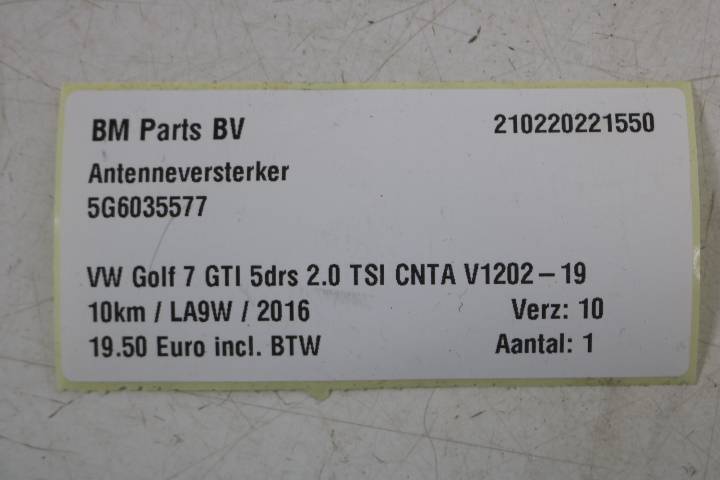 BM Parts BV 210220221550
Antenneversterker
5G6035577
VW Golf 7 GTI 5drs 2.0 TSI CNTA V1202-19
10km / LA9W / 2016 Verz: 10
19.50 Euro incl. BTW Aantal: 1